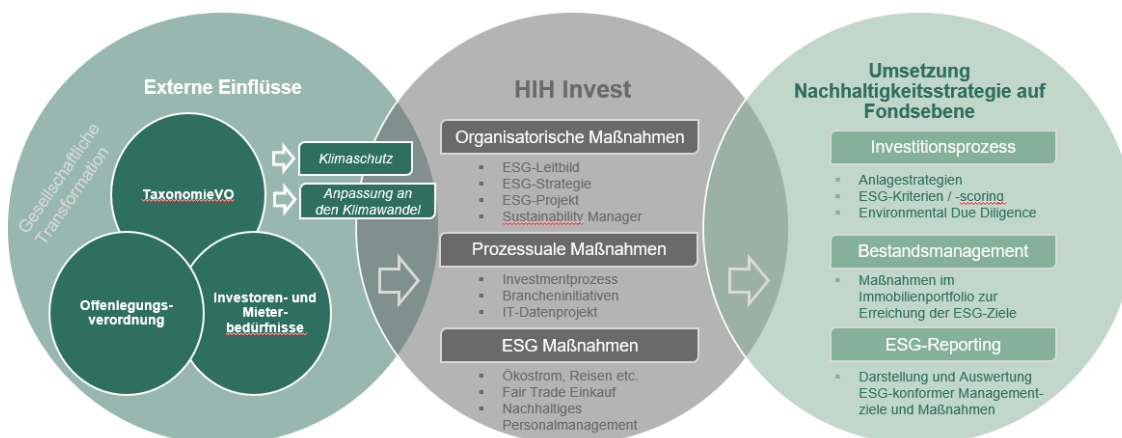 Externe Einflüsse
Gesellschaftliche
Transformation
TaxonomieVO
Klimaschutz
Anpassung an
den Klimawandel
Offenlegungs-
verordnung
Investoren- und
Mieter-
bedürfnisse
HIH Invest
Organisatorische Maßnahmen
▪ ESG-Leitbild
▪ ESG-Strategie
▪ ESG-Projekt
▪ Sustainability Manager
Prozessuale Maßnahmen
▪ Investmentprozess
▪ Brancheninitiativen
▪ IT-Datenprojekt
ESG Maßnahmen
▪ Ökostrom, Reisen etc.
▪ Fair Trade Einkauf
▪ Nachhaltiges
Personalmanagement
Umsetzung
Nachhaltigkeitsstrategie auf
Fondsebene
Investitionsprozess
▪ Anlagestrategien
▪ ESG-Kriterien / -scoring
▪ Environmental Due Diligence
Bestandsmanagement
▪ Maßnahmen im
Immobilienportfolio zur
Erreichung der ESG-Ziele
ESG-Reporting
▪ Darstellung und Auswertung
ESG-konformer Management-
ziele und Maßnahmen